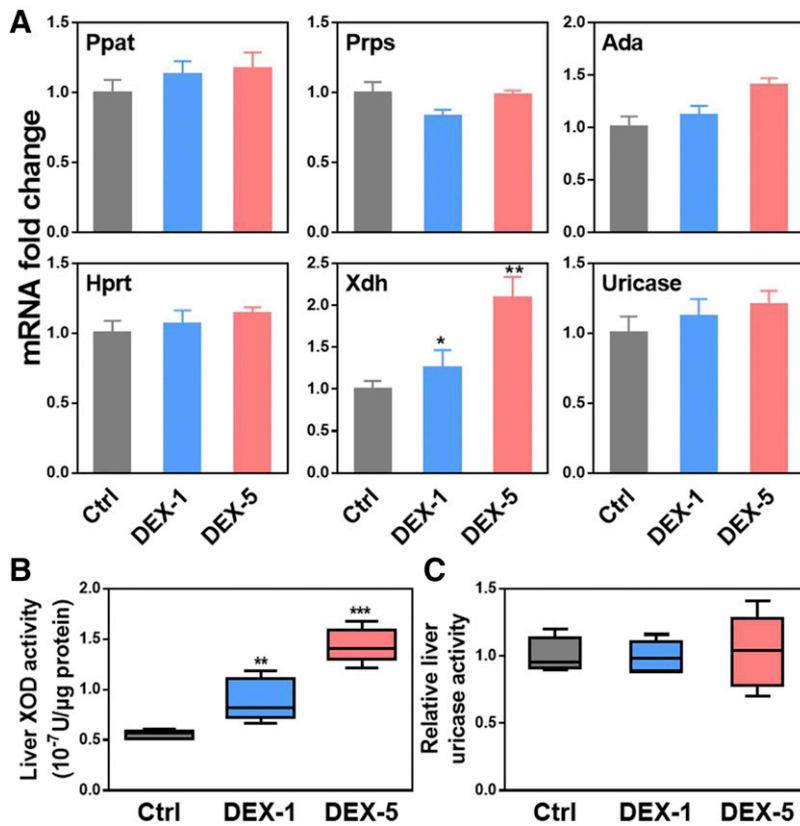 A
mRNA fold change
Ppat
1.5
1.0
0.5
0.0
Prps
1.5
1.0
0.5
0.0
Ada
2.0
1.5
1.0
0.5
0.0
Hprt
1.5
1.0
0.5
0.0
Xdh
2.5
2.0
1.5
1.0
0.5
0.0
*
**
Uricase
1.5
1.0
0.5
0.0
Ctrl
DEX-1
DEX-5
Ctrl
DEX-1
DEX-5
Ctrl
DEX-1
DEX-5
B
Liver XOD activity
(10⁻⁷U/µg protein)
2.0
1.5
1.0
0.5
0.0
**
***
Ctrl
DEX-1
DEX-5
C
Relative liver
uricase activity
1.5
1.0
0.5
0.0
Ctrl
DEX-1
DEX-5